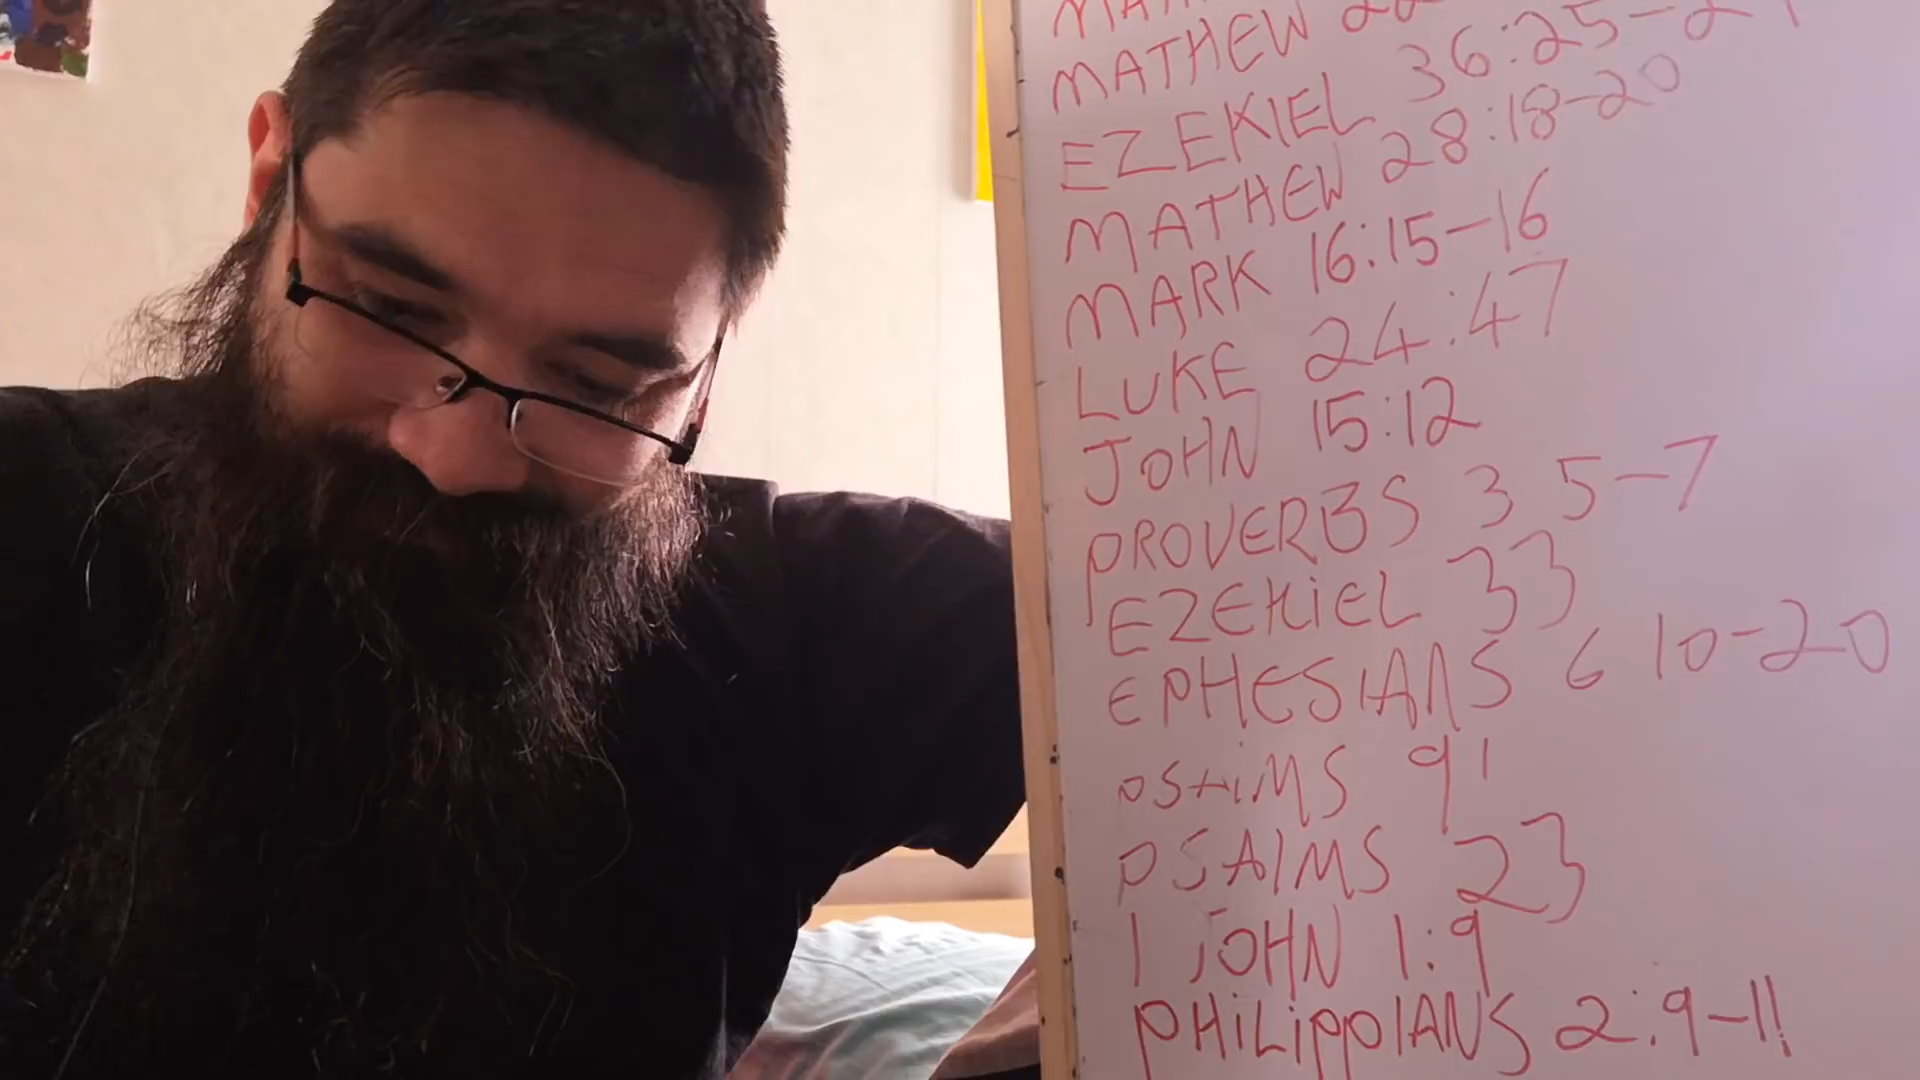 MATHEW 22
EZEKIEL 36:25-27
MATHEW 28:18-20
MARK 16:15-16
LUKE 24:47
JOHN 15:12
PROVERBS 3 5-7
EZEKIEL 33
EPHESIANS 6 10-20
PSAlMS 91
PSAlMS 23
1 JOHN 1:9
PHiLippIANS 2:9-11